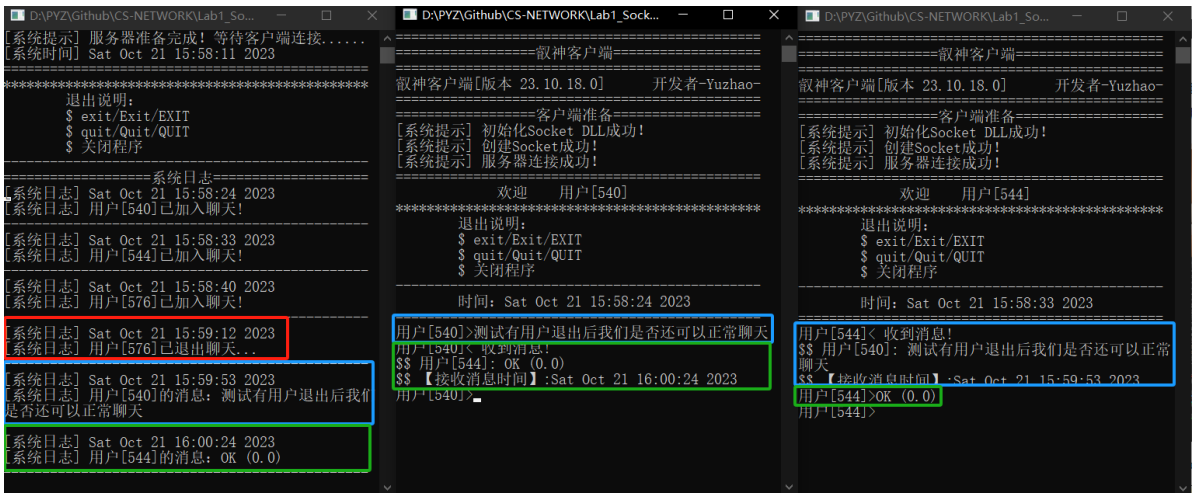 D:\PYZ\Github\CS-NETWORK\Lab1_So...
[系统提示] 服务器准备完成！等待客户端连接......
[系统时间] Sat Oct 21 15:58:11 2023
退出说明：
$ exit/Exit/EXIT
$ quit/Quit/QUIT
$ 关闭程序
系统日志
[系统日志] Sat Oct 21 15:58:24 2023
[系统日志] 用户[540]已加入聊天！
[系统日志] Sat Oct 21 15:58:33 2023
[系统日志] 用户[544]已加入聊天！
[系统日志] Sat Oct 21 15:58:40 2023
[系统日志] 用户[576]已加入聊天！
[系统日志] Sat Oct 21 15:59:12 2023
[系统日志] 用户[576]已退出聊天...
[系统日志] Sat Oct 21 15:59:53 2023
[系统日志] 用户[540]的消息：测试有用户退出后我们
是否还可以正常聊天
[系统日志] Sat Oct 21 16:00:24 2023
[系统日志] 用户[544]的消息：OK (0.0)
D:\PYZ\Github\CS-NETWORK\Lab1_Sock...
叡神客户端
叡神客户端[版本 23.10.18.0] 开发者-Yuzhao-
客户端准备
[系统提示] 初始化Socket DLL成功！
[系统提示] 创建Socket成功！
[系统提示] 服务器连接成功！
欢迎 用户[540]
退出说明：
$ exit/Exit/EXIT
$ quit/Quit/QUIT
$ 关闭程序
时间：Sat Oct 21 15:58:24 2023
用户[540]>测试有用户退出后我们是否还可以正常聊天
用户[540]< 收到消息！
$$ 用户[544]: OK (0.0)
$$ 【接收消息时间】:Sat Oct 21 16:00:24 2023
用户[540]>
D:\PYZ\Github\CS-NETWORK\Lab1_So...
叡神客户端
叡神客户端[版本 23.10.18.0] 开发者-Yuzhao-
客户端准备
[系统提示] 初始化Socket DLL成功！
[系统提示] 创建Socket成功！
[系统提示] 服务器连接成功！
欢迎 用户[544]
退出说明：
$ exit/Exit/EXIT
$ quit/Quit/QUIT
$ 关闭程序
时间：Sat Oct 21 15:58:33 2023
用户[544]< 收到消息！
$$ 用户[540]: 测试有用户退出后我们是否还可以正常
聊天
$$ 【接收消息时间】:Sat Oct 21 15:59:53 2023
用户[544]>OK (0.0)
用户[544]>